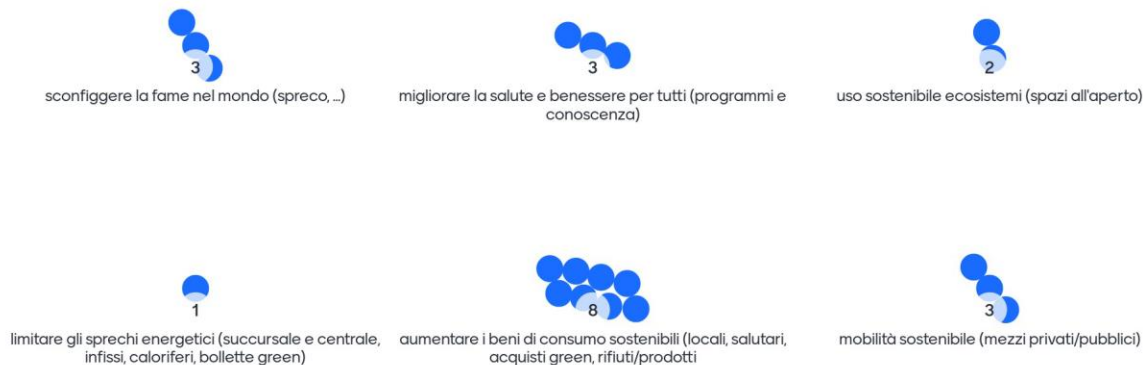 3
sconfiggere la fame nel mondo (spreco, ...)
3
migliorare la salute e benessere per tutti (programmi e
conoscenza)
2
uso sostenibile ecosistemi (spazi all'aperto)
1
limitare gli sprechi energetici (succursale e centrale,
infissi, caloriferi, bollette green)
8
aumentare i beni di consumo sostenibili (locali, salutari,
acquisti green, rifiuti/prodotti
3
mobilità sostenibile (mezzi privati/pubblici)